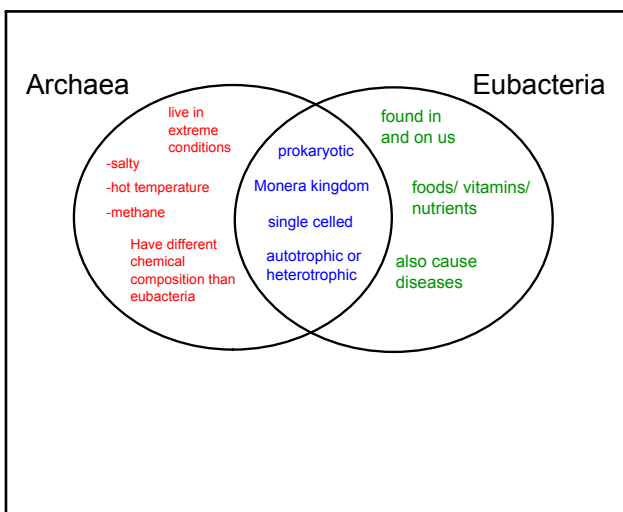 Archaea
Eubacteria
live in
extreme
conditions
-salty
-hot temperature
-methane
Have different
chemical
composition than
eubacteria
prokaryotic
Monera kingdom
single celled
autotrophic or
heterotrophic
found in
and on us
foods/ vitamins/
nutrients
also cause
diseases